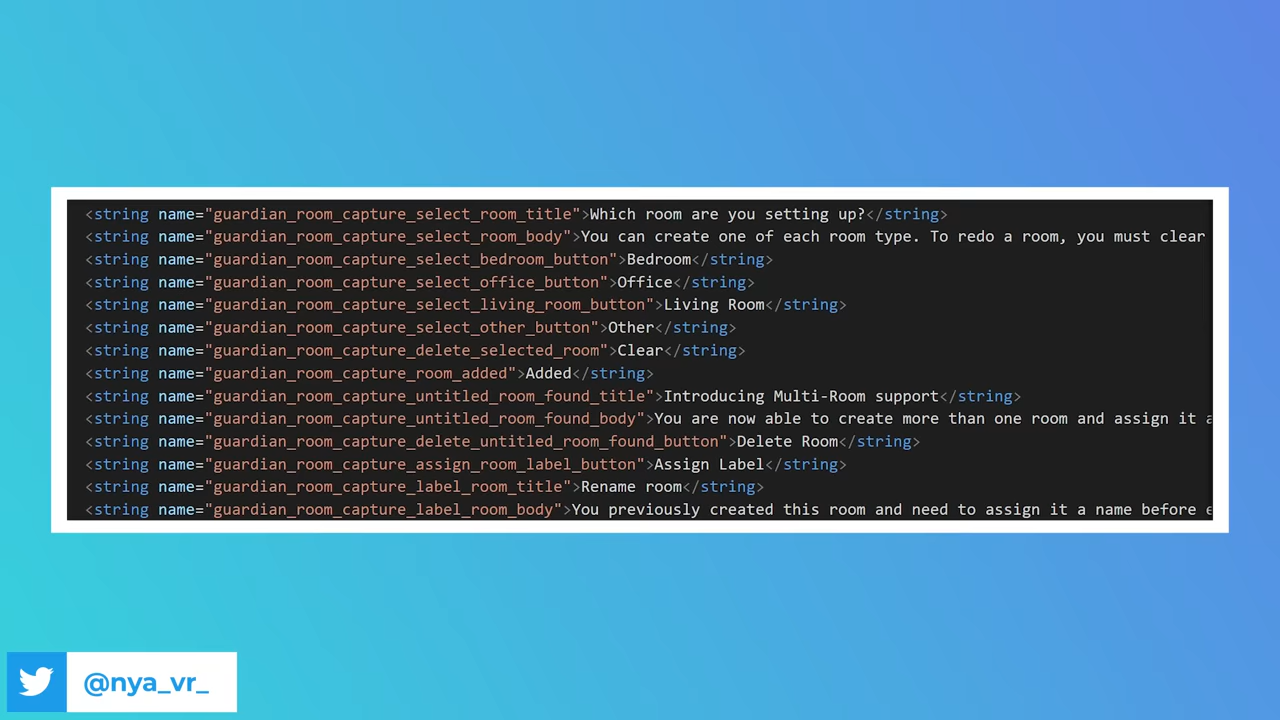 <string name="guardian_room_capture_select_room_title">Which room are you setting up?</string>
<string name="guardian_room_capture_select_room_body">You can create one of each room type. To redo a room, you must clear
<string name="guardian_room_capture_select_bedroom_button">Bedroom</string>
<string name="guardian_room_capture_select_office_button">Office</string>
<string name="guardian_room_capture_select_living_room_button">Living Room</string>
<string name="guardian_room_capture_select_other_button">Other</string>
<string name="guardian_room_capture_delete_selected_room">Clear</string>
<string name="guardian_room_capture_room_added">Added</string>
<string name="guardian_room_capture_untitled_room_found_title">Introducing Multi-Room support</string>
<string name="guardian_room_capture_untitled_room_found_body">You are now able to create more than one room and assign it
<string name="guardian_room_capture_delete_untitled_room_found_button">Delete Room</string>
<string name="guardian_room_capture_assign_room_label_button">Assign Label</string>
<string name="guardian_room_capture_label_room_title">Rename room</string>
<string name="guardian_room_capture_label_room_body">You previously created this room and need to assign it a name before
@nya_vr_